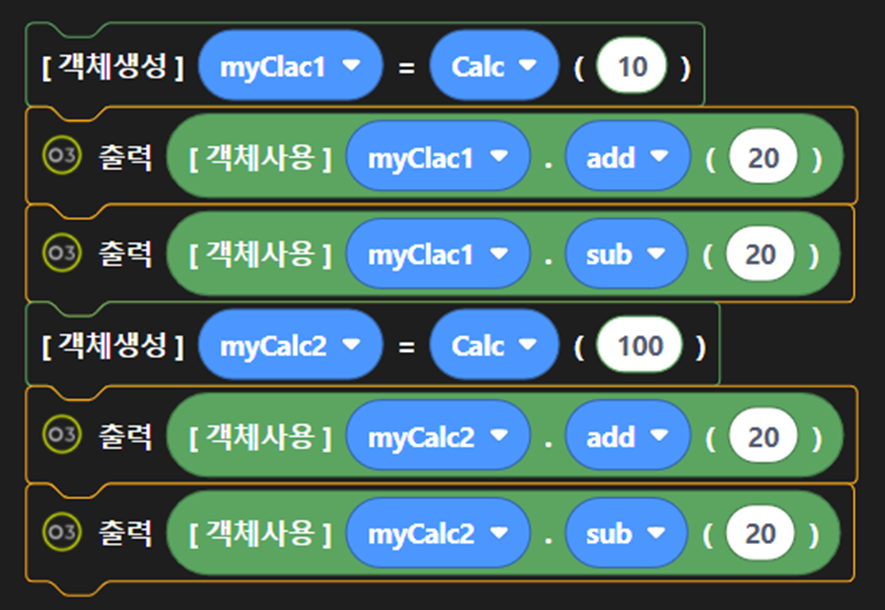 [ 객체생성 ] myClac1 = Calc ( 10 )
O3 출력 [ 객체사용 ] myClac1 . add ( 20 )
O3 출력 [ 객체사용 ] myClac1 . sub ( 20 )
[ 객체생성 ] myCalc2 = Calc ( 100 )
O3 출력 [ 객체사용 ] myCalc2 . add ( 20 )
O3 출력 [ 객체사용 ] myCalc2 . sub ( 20 )